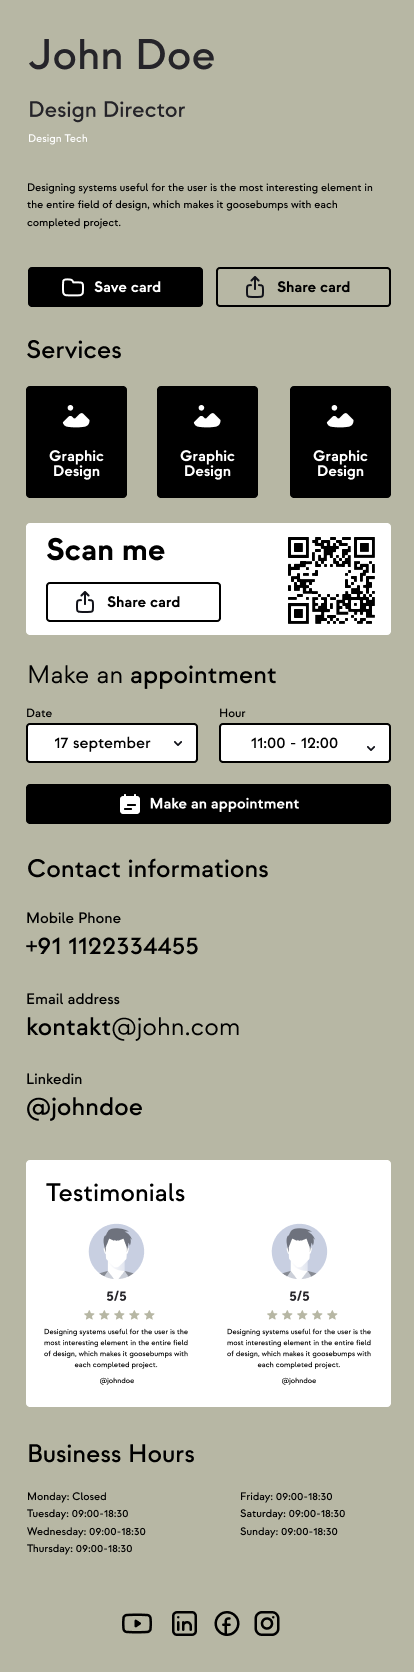 John Doe
Design Director
Design Tech
Designing systems useful for the user is the most interesting element in
the entire field of design, which makes it goosebumps with each
completed project.
Save card
Share card
Services
Graphic
Design
Graphic
Design
Graphic
Design
Scan me
Share card
Make an appointment
Date
Hour
17 september
11:00 - 12:00
Make an appointment
Contact informations
Mobile Phone
+91 1122334455
Email address
kontakt@john.com
Linkedin
@johndoe
Testimonials
5/5
Designing systems useful for the user is the
most interesting element in the entire field
of design, which makes it goosebumps with
each completed project.
@johndoe
5/5
Designing systems useful for the user is the
most interesting element in the entire field
of design, which makes it goosebumps with
each completed project.
@johndoe
Business Hours
Monday: Closed
Tuesday: 09:00-18:30
Wednesday: 09:00-18:30
Thursday: 09:00-18:30
Friday: 09:00-18:30
Saturday: 09:00-18:30
Sunday: 09:00-18:30